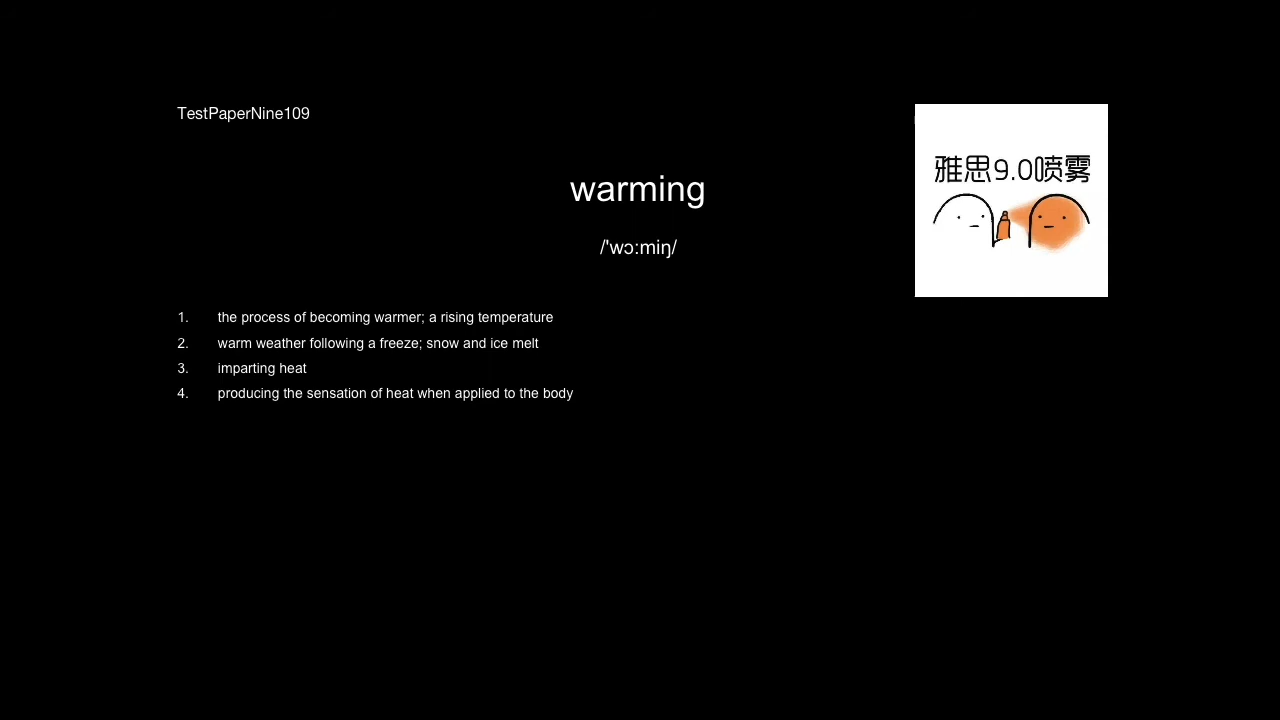 TestPaperNine109
雅思9.0喷雾
warming
/'wɔ:miŋ/
1. the process of becoming warmer; a rising temperature
2. warm weather following a freeze; snow and ice melt
3. imparting heat
4. producing the sensation of heat when applied to the body